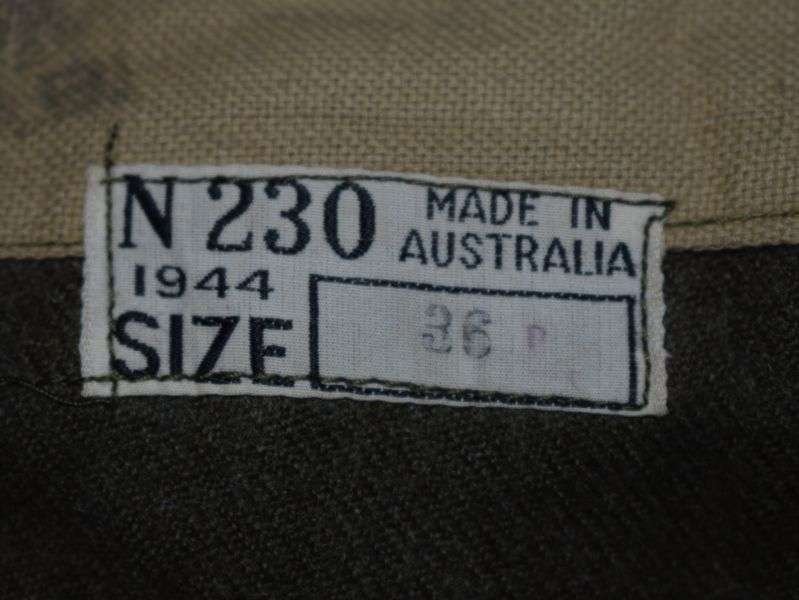 N 230 MADE IN
AUSTRALIA
1944
SIZE 36 P